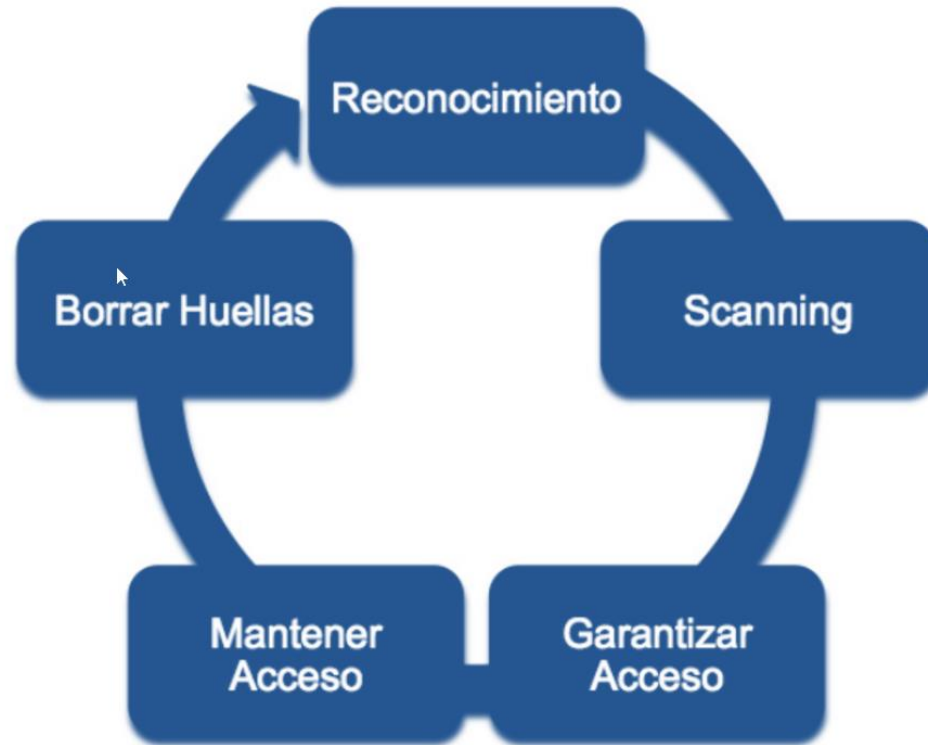 Reconocimiento
Scanning
Garantizar
Acceso
Mantener
Acceso
Borrar Huellas